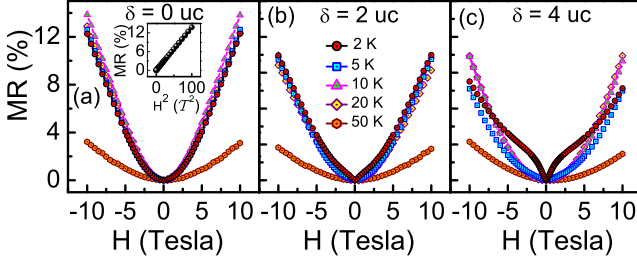 δ = 0 uc
δ = 2 uc
δ = 4 uc
MR (%)
12
8
4
0
(a)
MR (%)
12
6
0
0
100
H² (T²)
(b)
2 K
5 K
10 K
20 K
50 K
(c)
-10 -5 0 5 10
-10 -5 0 5 10
-10 -5 0 5 10
H (Tesla)
H (Tesla)
H (Tesla)